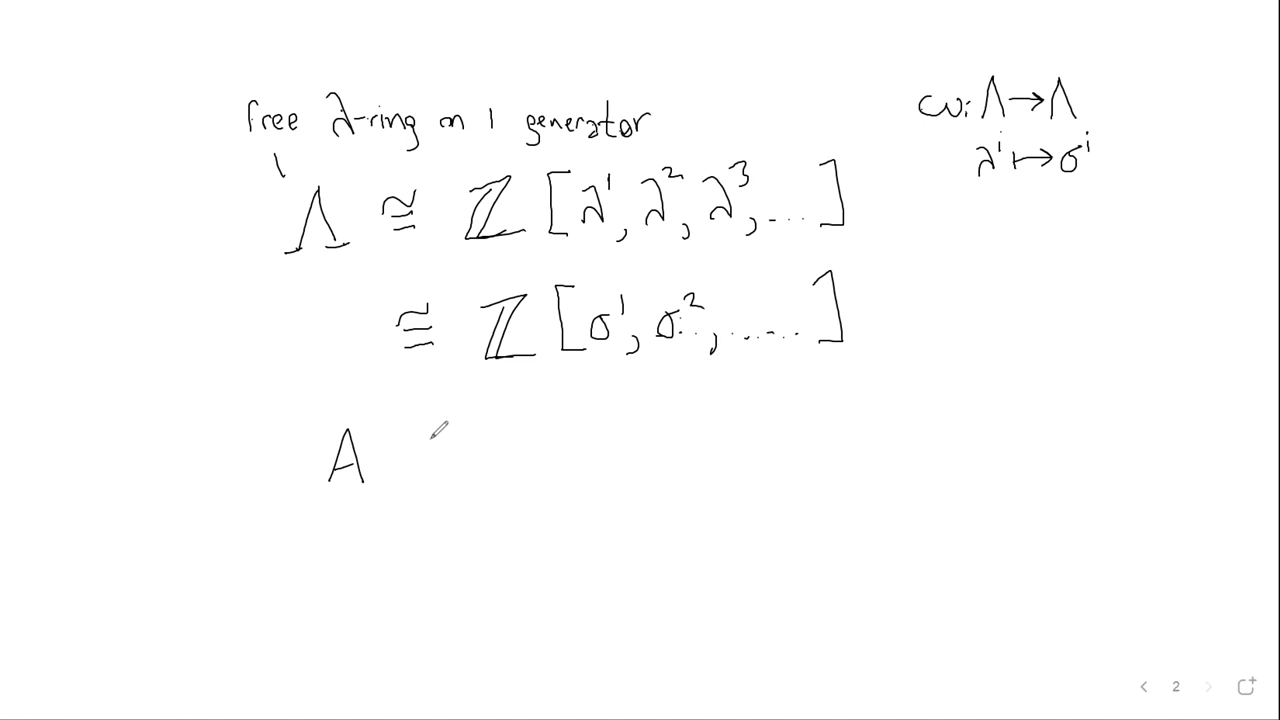 free λ-ring on 1 generator
Λ ≅ ℤ [λ¹, λ², λ³, ...]
≅ ℤ [σ¹, σ², ......]
A
ω: Λ → Λ
λⁱ ↦ σⁱ
2